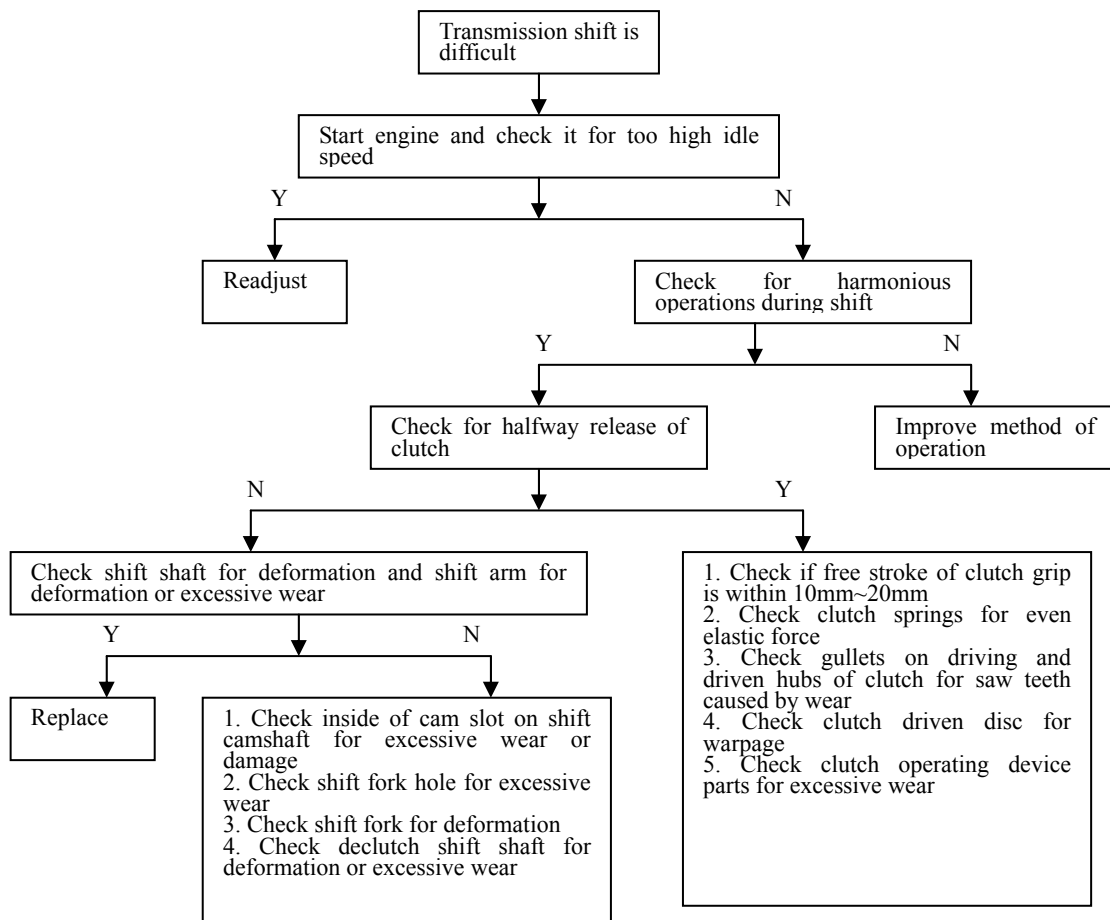 Transmission shift is
difficult
Start engine and check it for too high idle
speed
Y
N
Readjust
Check for harmonious
operations during shift
Y
N
Check for halfway release of
clutch
Improve method of
operation
N
Y
Check shift shaft for deformation and shift arm for
deformation or excessive wear
1. Check if free stroke of clutch grip
is within 10mm~20mm
2. Check clutch springs for even
elastic force
3. Check gullets on driving and
driven hubs of clutch for saw teeth
caused by wear
4. Check clutch driven disc for
warpage
5. Check clutch operating device
parts for excessive wear
Y
N
Replace
1. Check inside of cam slot on shift
camshaft for excessive wear or
damage
2. Check shift fork hole for excessive
wear
3. Check shift fork for deformation
4. Check declutch shift shaft for
deformation or excessive wear